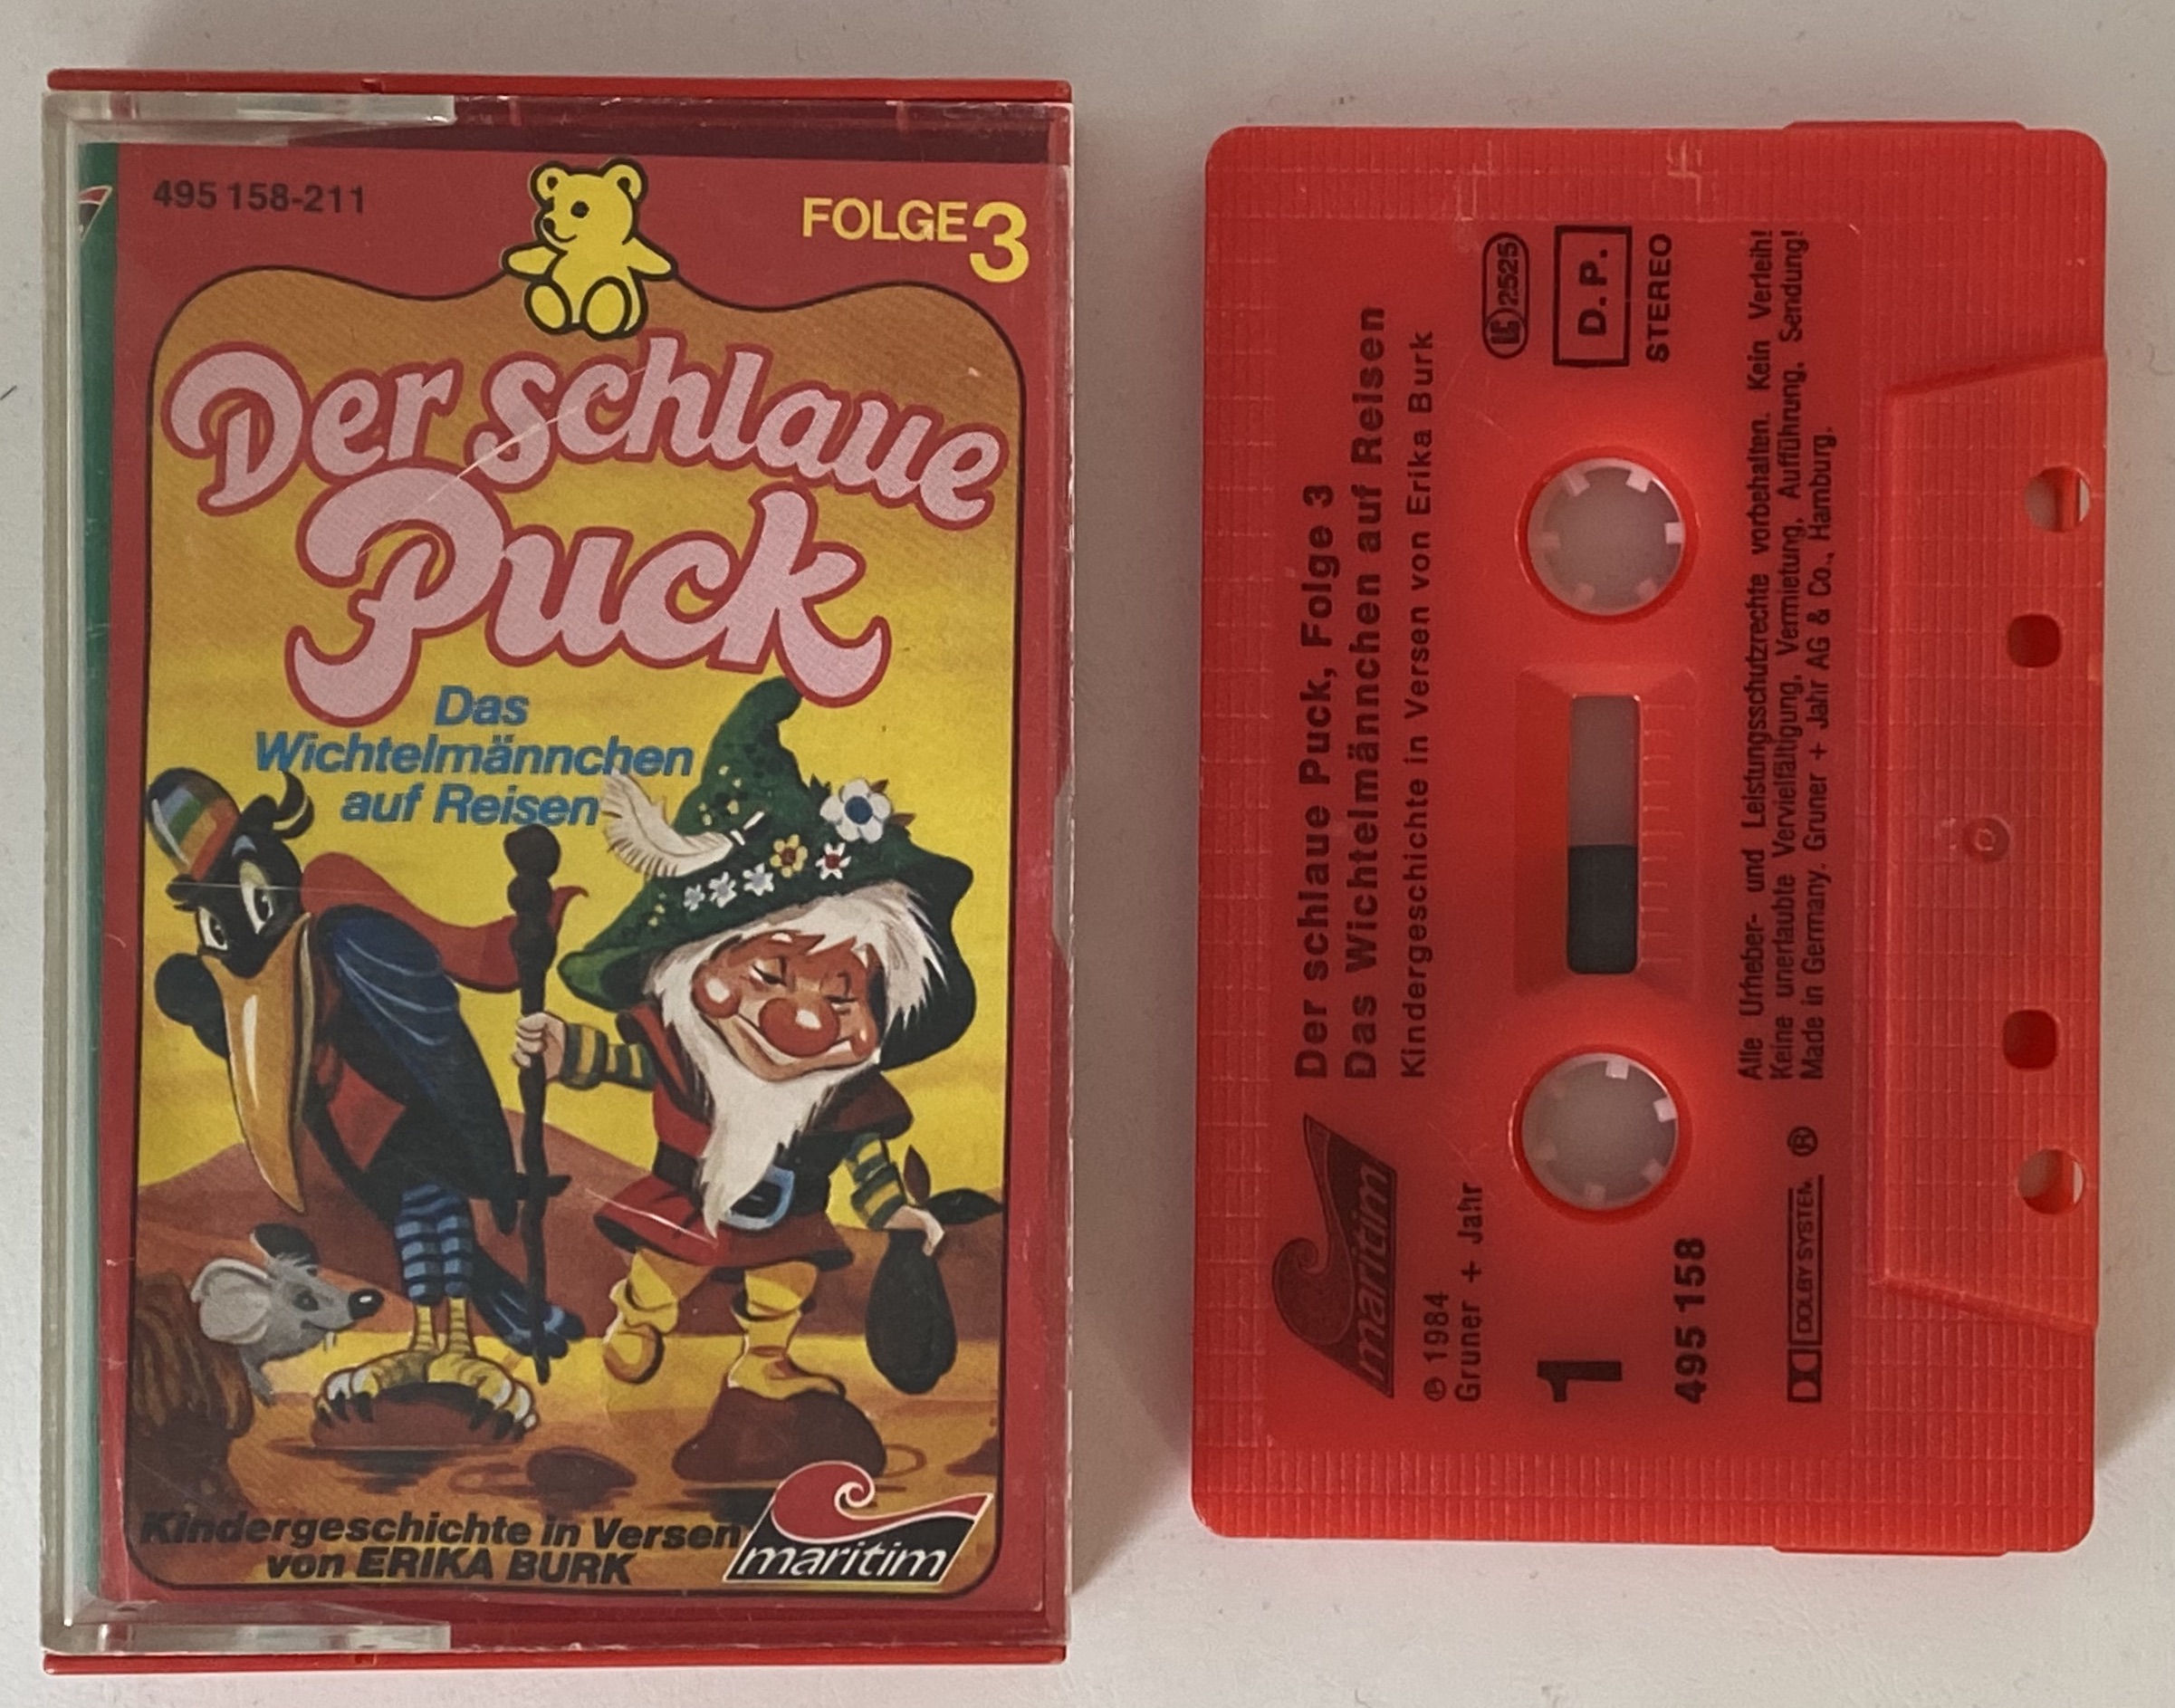 495 158-211
FOLGE 3
Der schlaue
Puck
Das
Wichtelmännchen
auf Reisen
Kindergeschichte in Versen
von ERIKA BURK
maritim
maritim
Der schlaue Puck, Folge 3
Das Wichtelmännchen auf Reisen
Kindergeschichte in Versen von Erika Burk
℗ 1984
Gruner + Jahr
LC 2525
D.P.
STEREO
1
495 158
Alle Urheber- und Leistungsschutzrechte vorbehalten. Kein Verleih!
Keine unerlaubte Vervielfältigung, Vermietung, Aufführung, Sendung!
Made in Germany. Gruner + Jahr AG & Co., Hamburg.
DOLBY SYSTEM ®